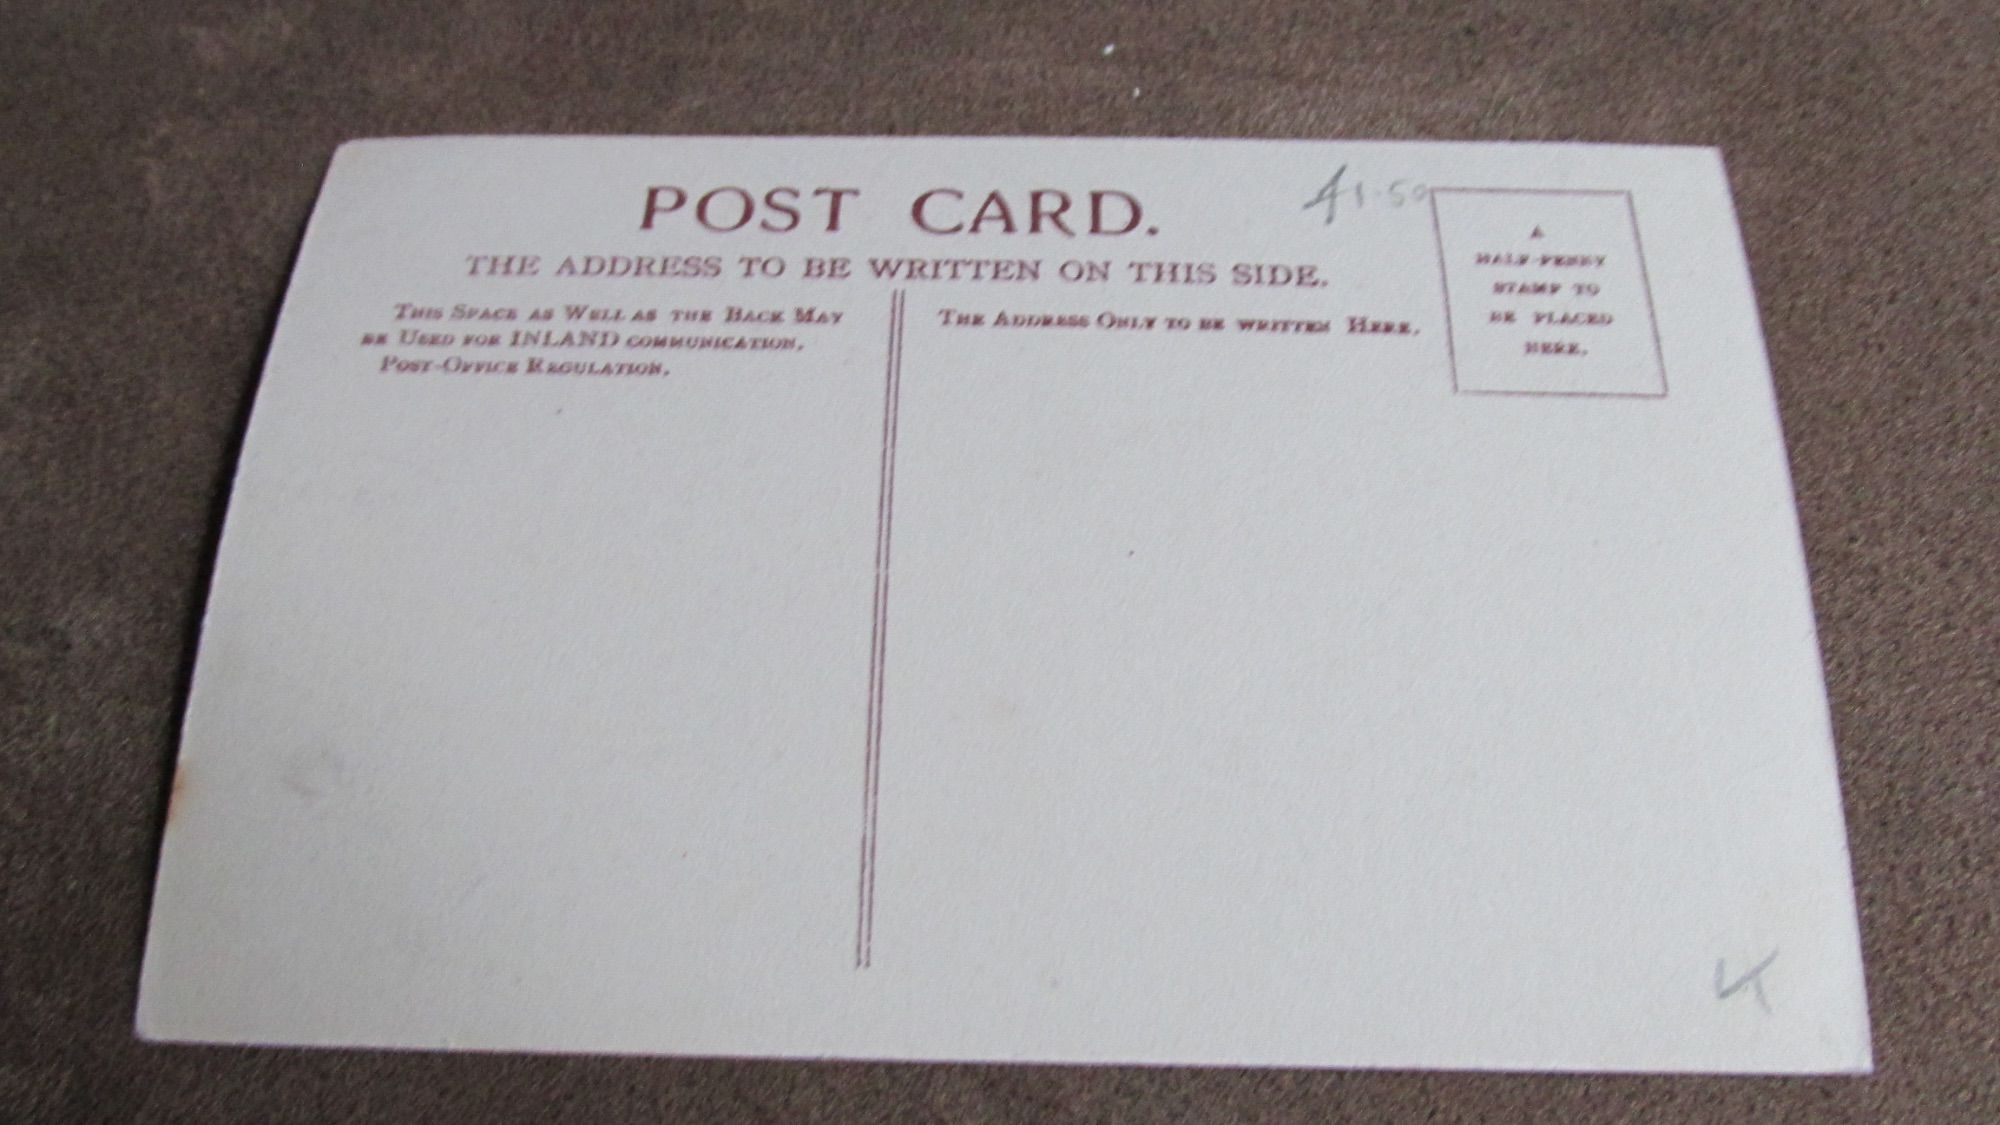 POST CARD.
THE ADDRESS TO BE WRITTEN ON THIS SIDE.
THIS SPACE AS WELL AS THE BACK MAY
BE USED FOR INLAND COMMUNICATION.
POST-OFFICE REGULATION.
THE ADDRESS ONLY TO BE WRITTEN HERE.
A
HALF-PENNY
STAMP TO
BE PLACED
HERE.